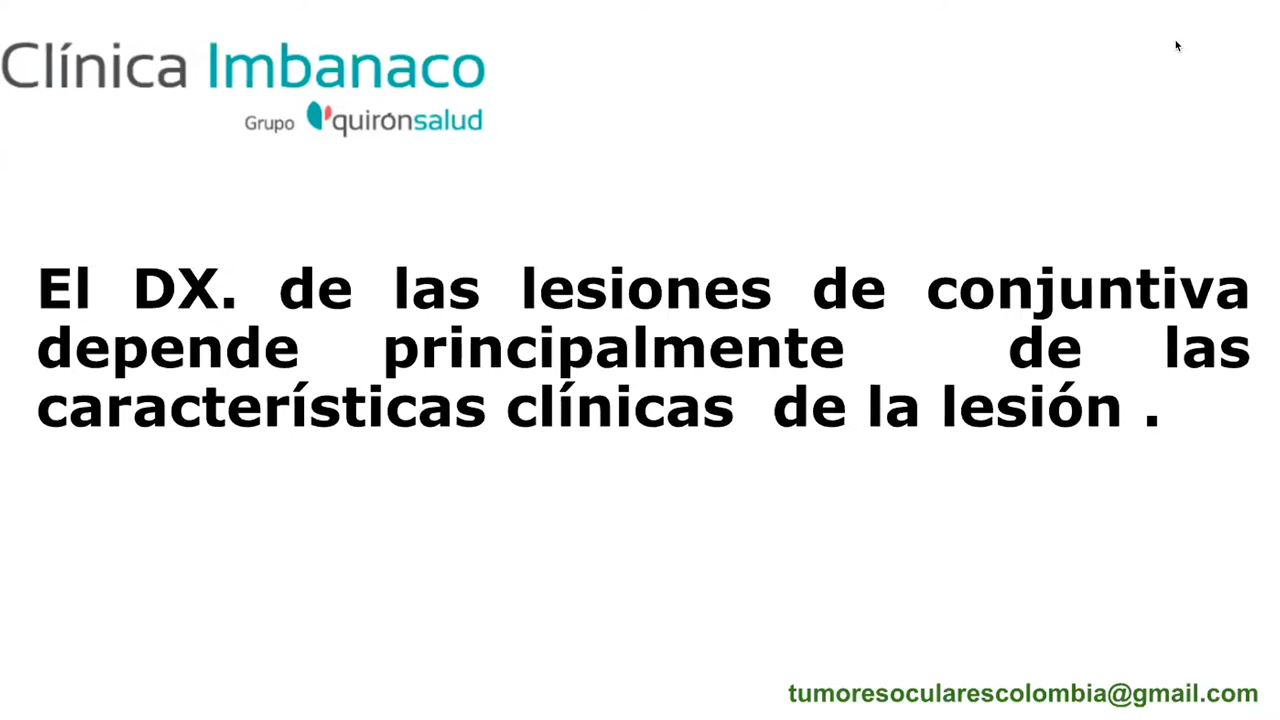 Clínica Imbanaco
Grupo quirónsalud
El DX. de las lesiones de conjuntiva
depende principalmente de las
características clínicas de la lesión .
tumoresocularescolombia@gmail.com